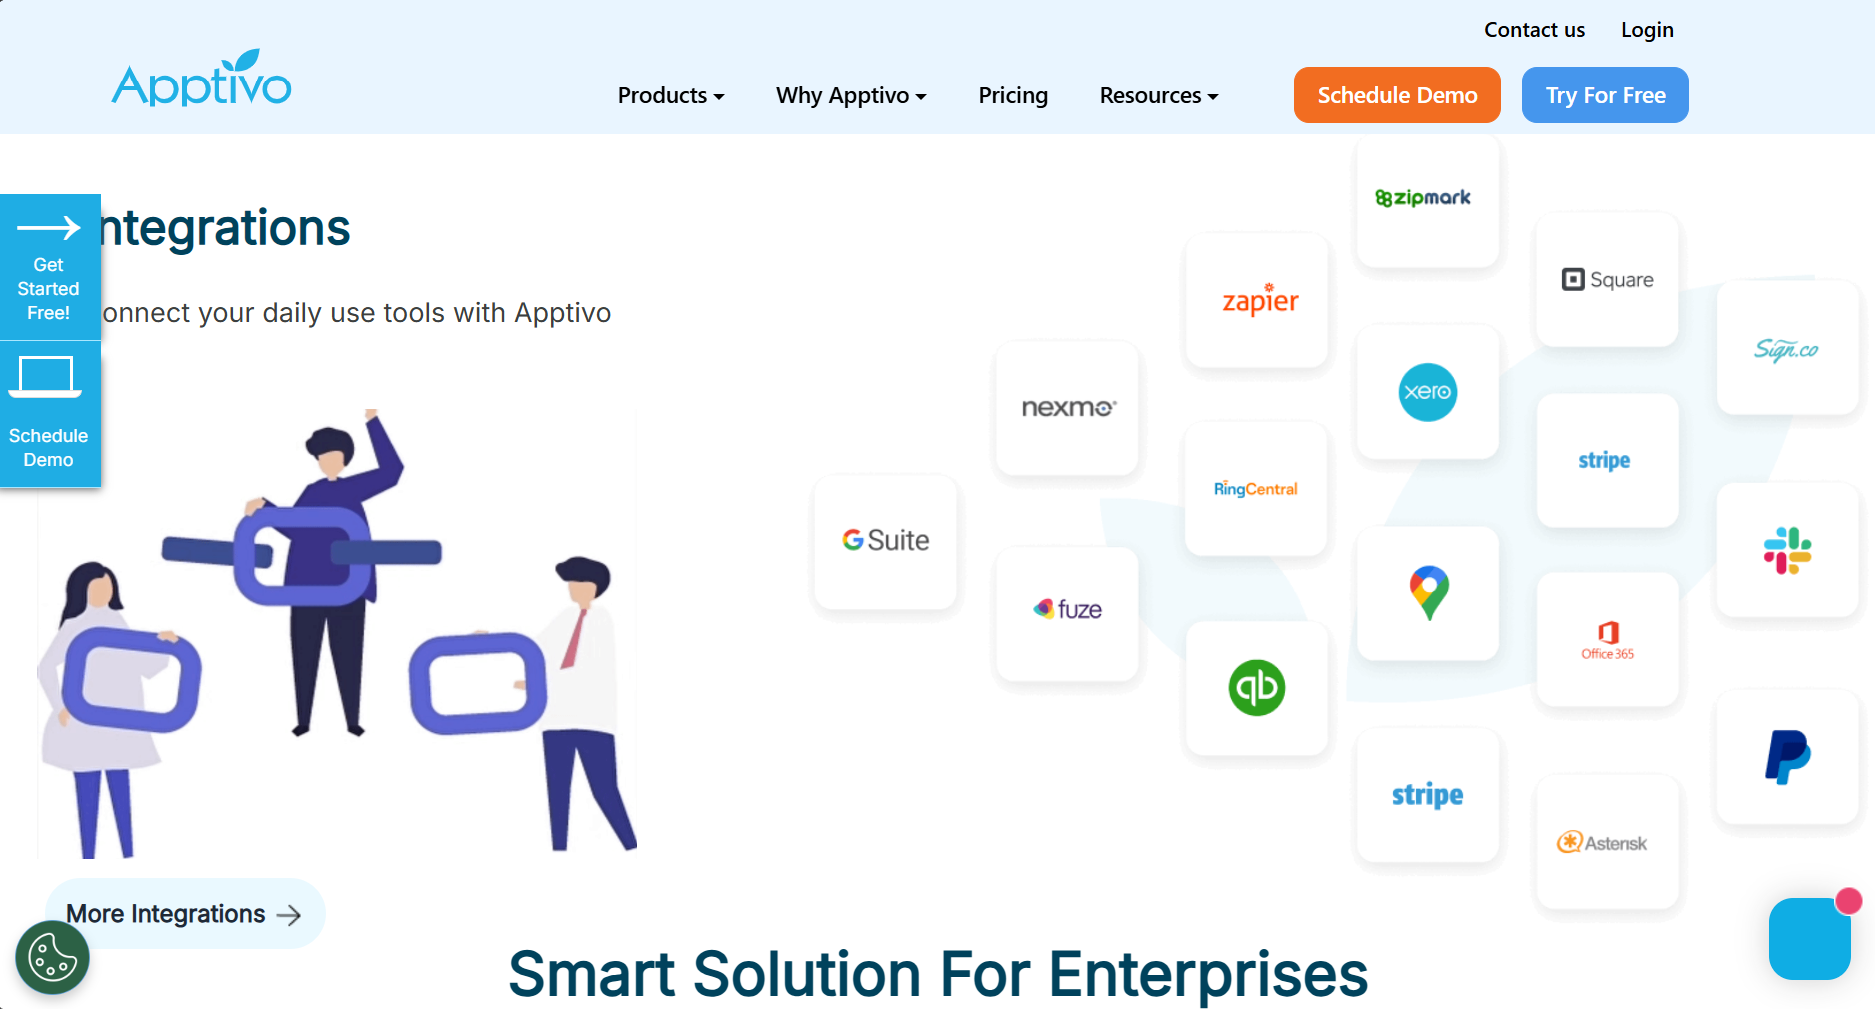 Contact us Login
Apptivo
Products Why Apptivo Pricing Resources Schedule Demo Try For Free
Get
Started
Free!
Schedule
Demo
ntegrations
onnect your daily use tools with Apptivo
zipmark
Square
zapier
Sign.co
xero
nexmo
stripe
RingCentral
G Suite
fuze
Office 365
qb
stripe
Asterisk
More Integrations
Smart Solution For Enterprises